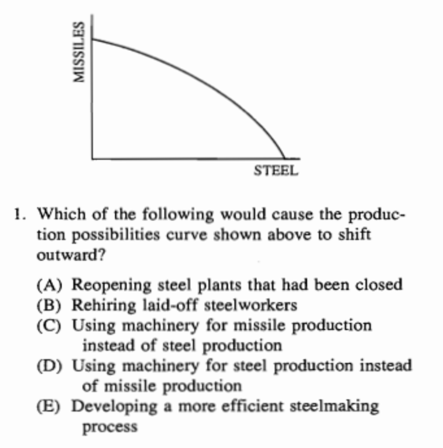 MISSILES
STEEL
1. Which of the following would cause the produc-
tion possibilities curve shown above to shift
outward?
(A) Reopening steel plants that had been closed
(B) Rehiring laid-off steelworkers
(C) Using machinery for missile production
instead of steel production
(D) Using machinery for steel production instead
of missile production
(E) Developing a more efficient steelmaking
process